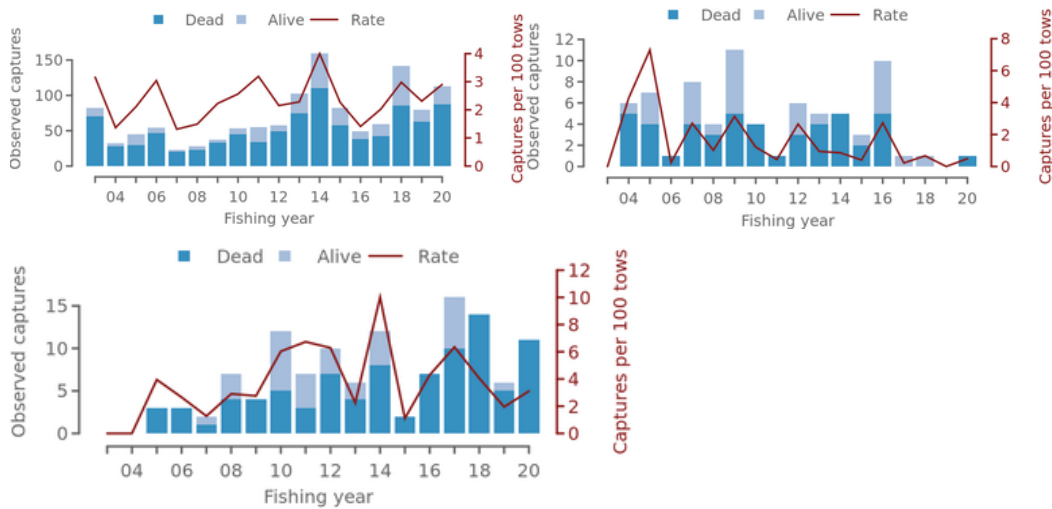 Dead Alive Rate
Observed captures
150
100
50
0
4
3
2
1
0
Captures per 100 tows
04 06 08 10 12 14 16 18 20
Fishing year
Dead Alive Rate
Observed captures
12
10
8
6
4
2
0
8
6
4
2
0
Captures per 100 tows
04 06 08 10 12 14 16 18 20
Fishing year
Dead Alive Rate
Observed captures
15
10
5
0
12
10
8
6
4
2
0
Captures per 100 tows
04 06 08 10 12 14 16 18 20
Fishing year